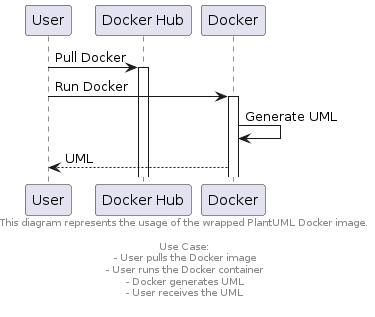 User Docker Hub Docker
Pull Docker
Run Docker
Generate UML
UML
User Docker Hub Docker
This diagram represents the usage of the wrapped PlantUML Docker image.
Use Case:
- User pulls the Docker image
- User runs the Docker container
- Docker generates UML
- User receives the UML